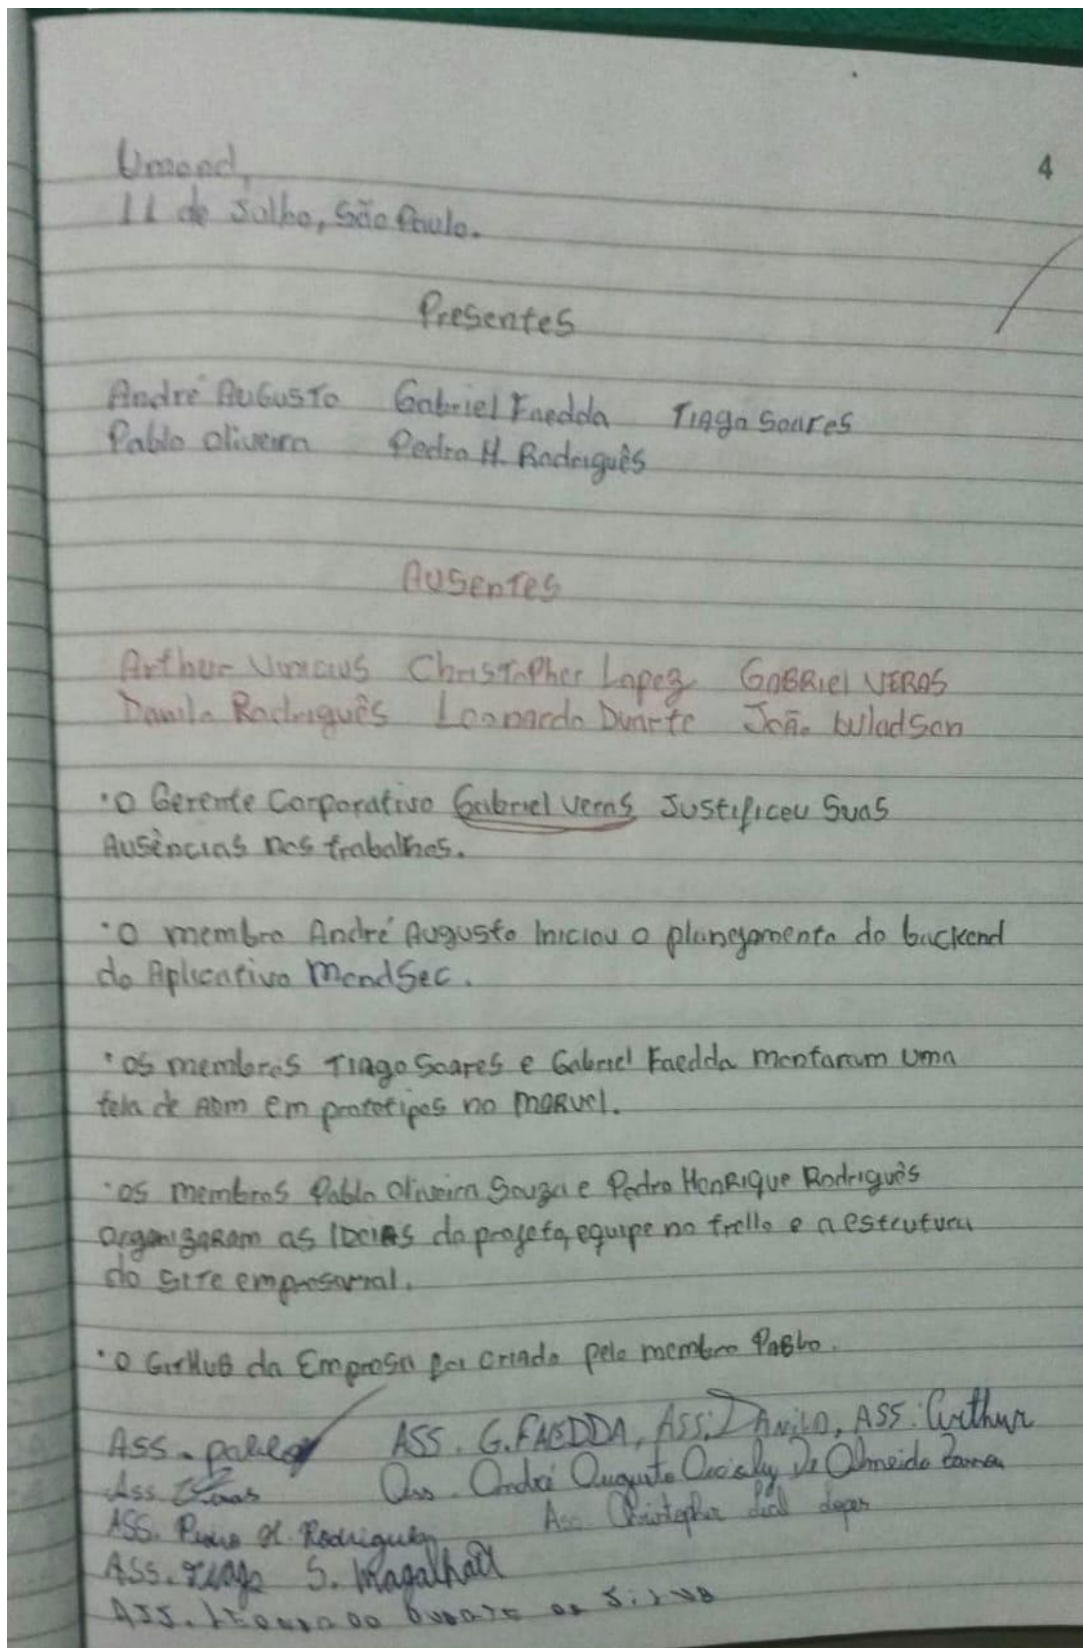 Umond,
4
11 de Julho, São Paulo.
Presentes
André AUGUSTO Gabriel Faedda Tiago Soares
Pablo Oliveira Pedro H. Rodriguês
Ausentes
Arthur Vinicius Christopher Lopez GABRIEL VERAS
Danilo Rodriguês Leonardo Duarte João Wladson
·O Gerente Corporativo Gabriel Veras Justificou Suas
Ausências nos trabalhos.
·O membro André Augusto Iniciou o planejamento do backend
do Aplicativo MondSec.
·Os membros Tiago Soares e Gabriel Faedda montaram uma
tela de ADM em prototipos no MARVEL.
·Os membros Pablo Oliveira Souza e Pedro Henrique Rodriguês
organizaram as IDEIAS do projeto, equipe no trello e a estrutura
do site empresarial.
·O GitHub da Empresa foi criado pelo membro Pablo.
ASS. Pablo ASS. G. FAEDDA, Ass: Danilo, ASS: Arthur
Ass. Ass. André Augusto De Almeida
ASS. Pedro H. Rodrigues Ass. Christopher Lopes
ASS. Tiago S. Magalhães
ASS. LEONARDO DUARTE DA SILVA